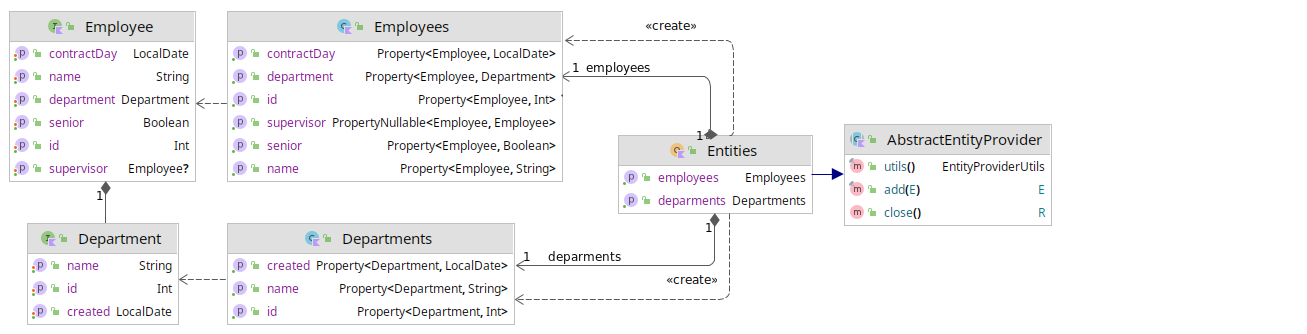 Employee
contractDay LocalDate
name String
department Department
senior Boolean
id Int
supervisor Employee?
1
Employees
contractDay Property<Employee, LocalDate>
department Property<Employee, Department>
id Property<Employee, Int>
supervisor PropertyNullable<Employee, Employee>
senior Property<Employee, Boolean>
name Property<Employee, String>
«create»
1 employees
1
Entities
employees Employees
deparments Departments
1
AbstractEntityProvider
utils() EntityProviderUtils
add(E) E
close() R
Department
name String
id Int
created LocalDate
Departments
created Property<Department, LocalDate>
name Property<Department, String>
id Property<Department, Int>
1 deparments
«create»